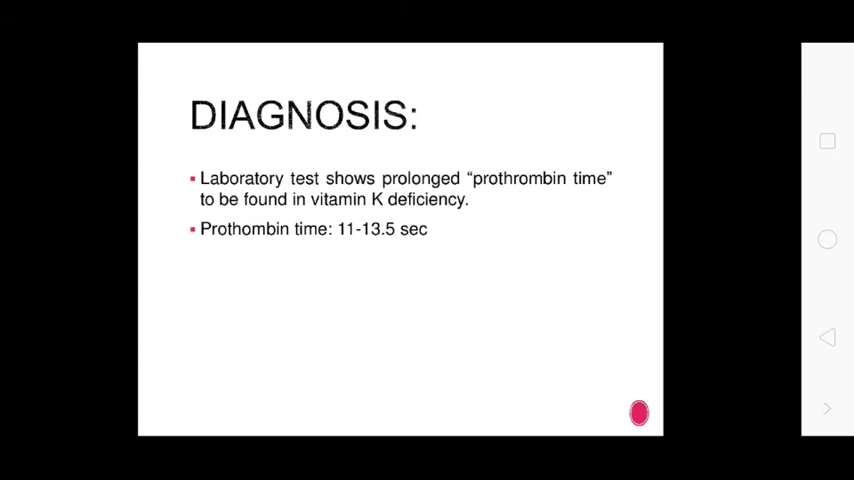 DIAGNOSIS:
▪ Laboratory test shows prolonged “prothrombin time”
to be found in vitamin K deficiency.
▪ Prothombin time: 11-13.5 sec